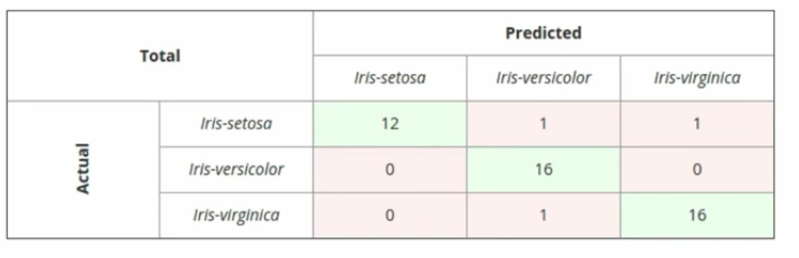 Total
Predicted
Iris-setosa Iris-versicolor Iris-virginica
Actual
Iris-setosa 12 1 1
Iris-versicolor 0 16 0
Iris-virginica 0 1 16